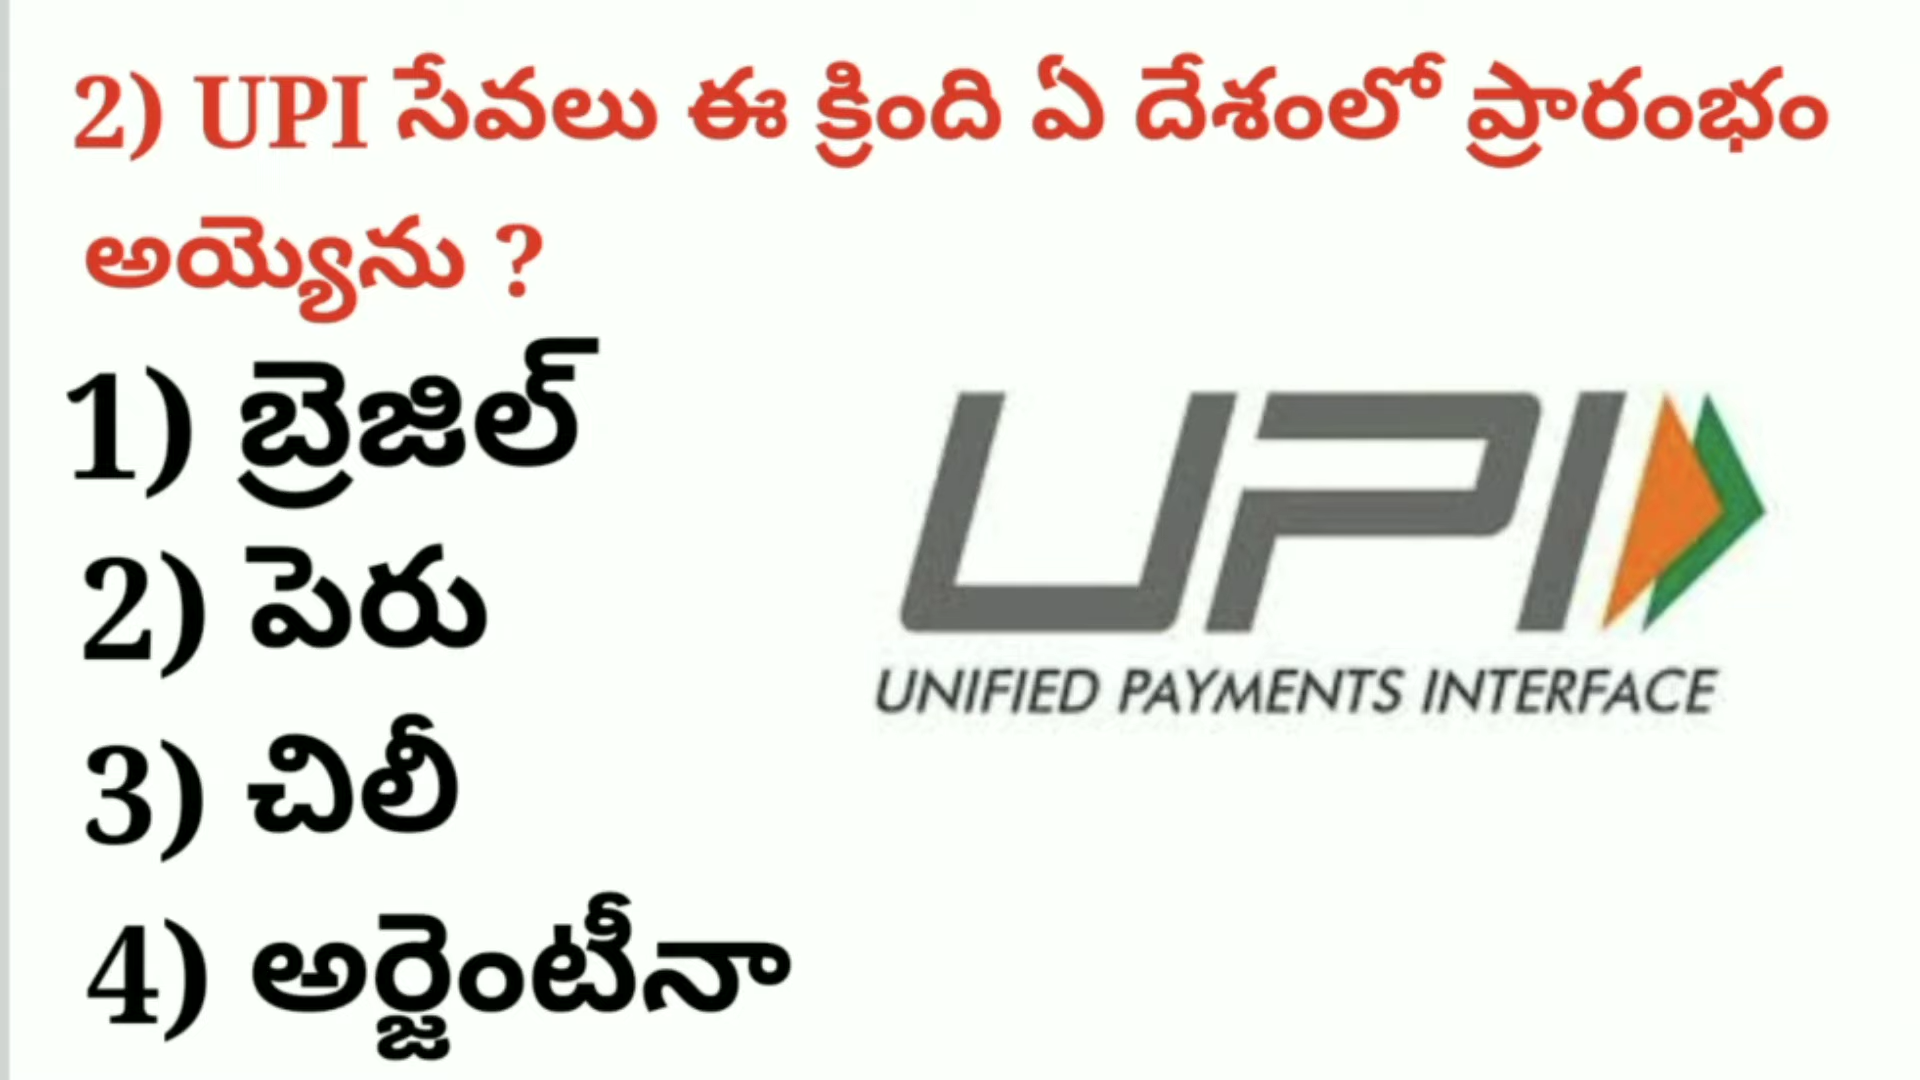 2) UPI సేవలు ఈ క్రింది ఏ దేశంలో ప్రారంభం
అయ్యెను ?
1) బ్రెజిల్
2) పెరు
3) చిలీ
4) అర్జెంటీనా
UPI
UNIFIED PAYMENTS INTERFACE